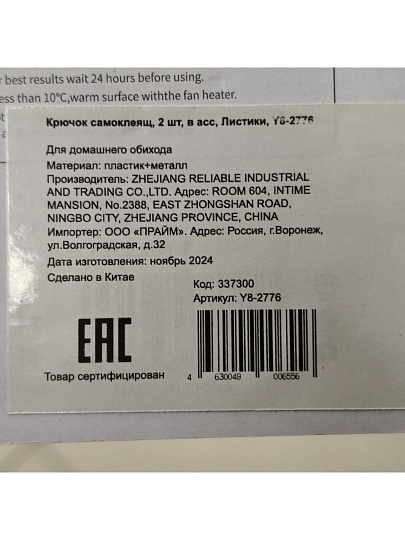 r best results wait 24 hours before using.
ess than 10°C,warm surface withthe fan heater.
Крючок самоклеящ, 2 шт, в асс, Листики, Y8-2776
Для домашнего обихода
Материал: пластик+металл
Производитель: ZHEJIANG RELIABLE INDUSTRIAL
AND TRADING CO.,LTD. Адрес: ROOM 604, INTIME
MANSION, No.2388, EAST ZHONGSHAN ROAD,
NINGBO CITY, ZHEJIANG PROVINCE, CHINA
Импортер: ООО «ПРАЙМ». Адрес: Россия, г.Воронеж,
ул.Волгоградская, д.32
Дата изготовления: ноябрь 2024
Сделано в Китае
Код: 337300
Артикул: Y8-2776
EAC
Товар сертифицирован
4 630049 006556